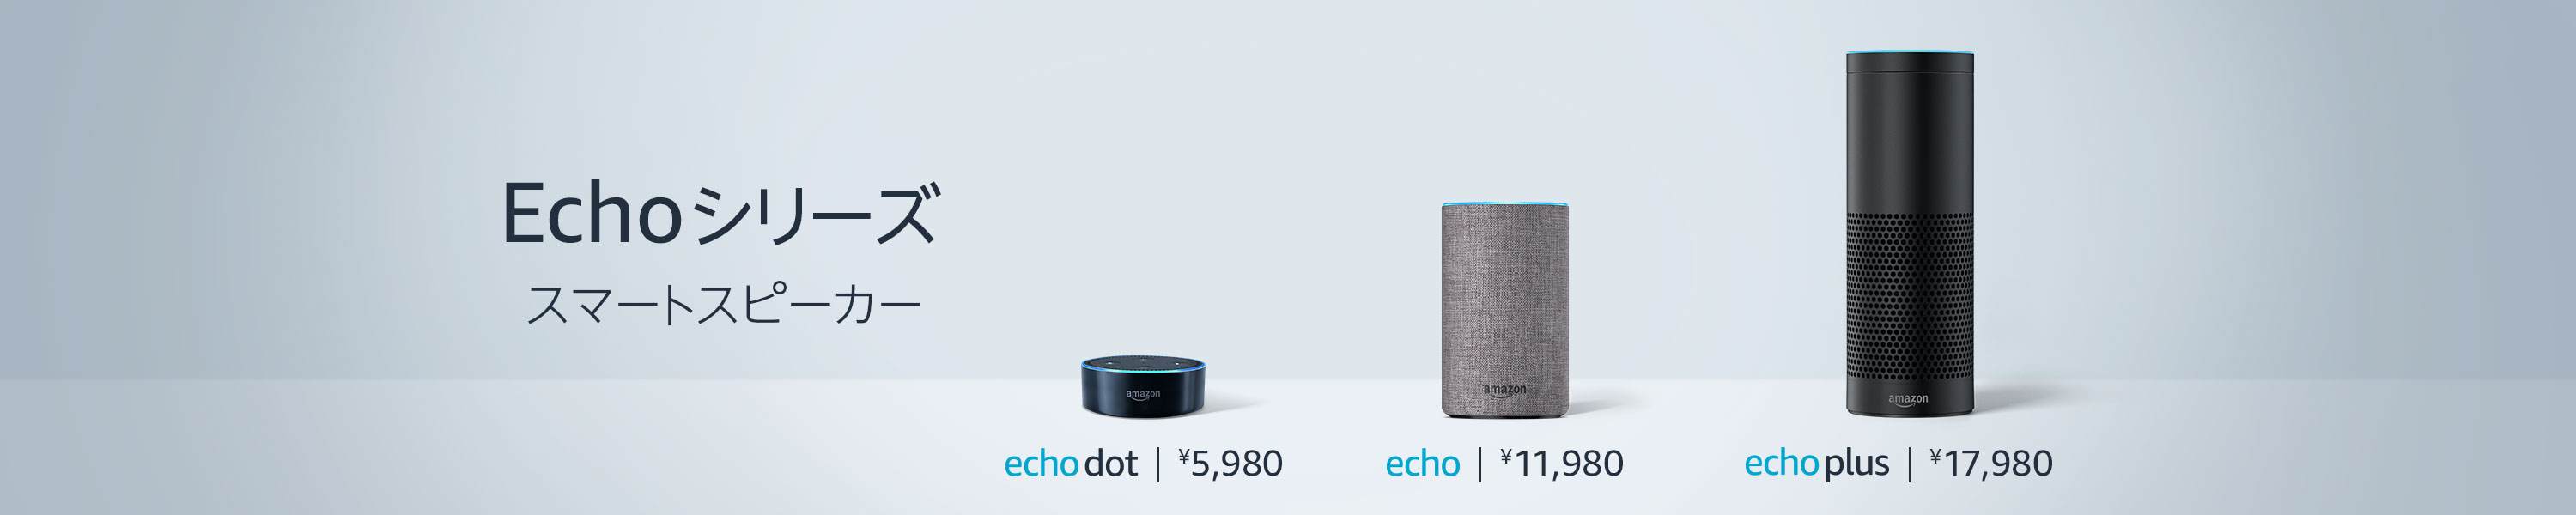 Echoシリーズ
スマートスピーカー
amazon
amazon
amazon
echo dot | ¥5,980
echo | ¥11,980
echo plus | ¥17,980